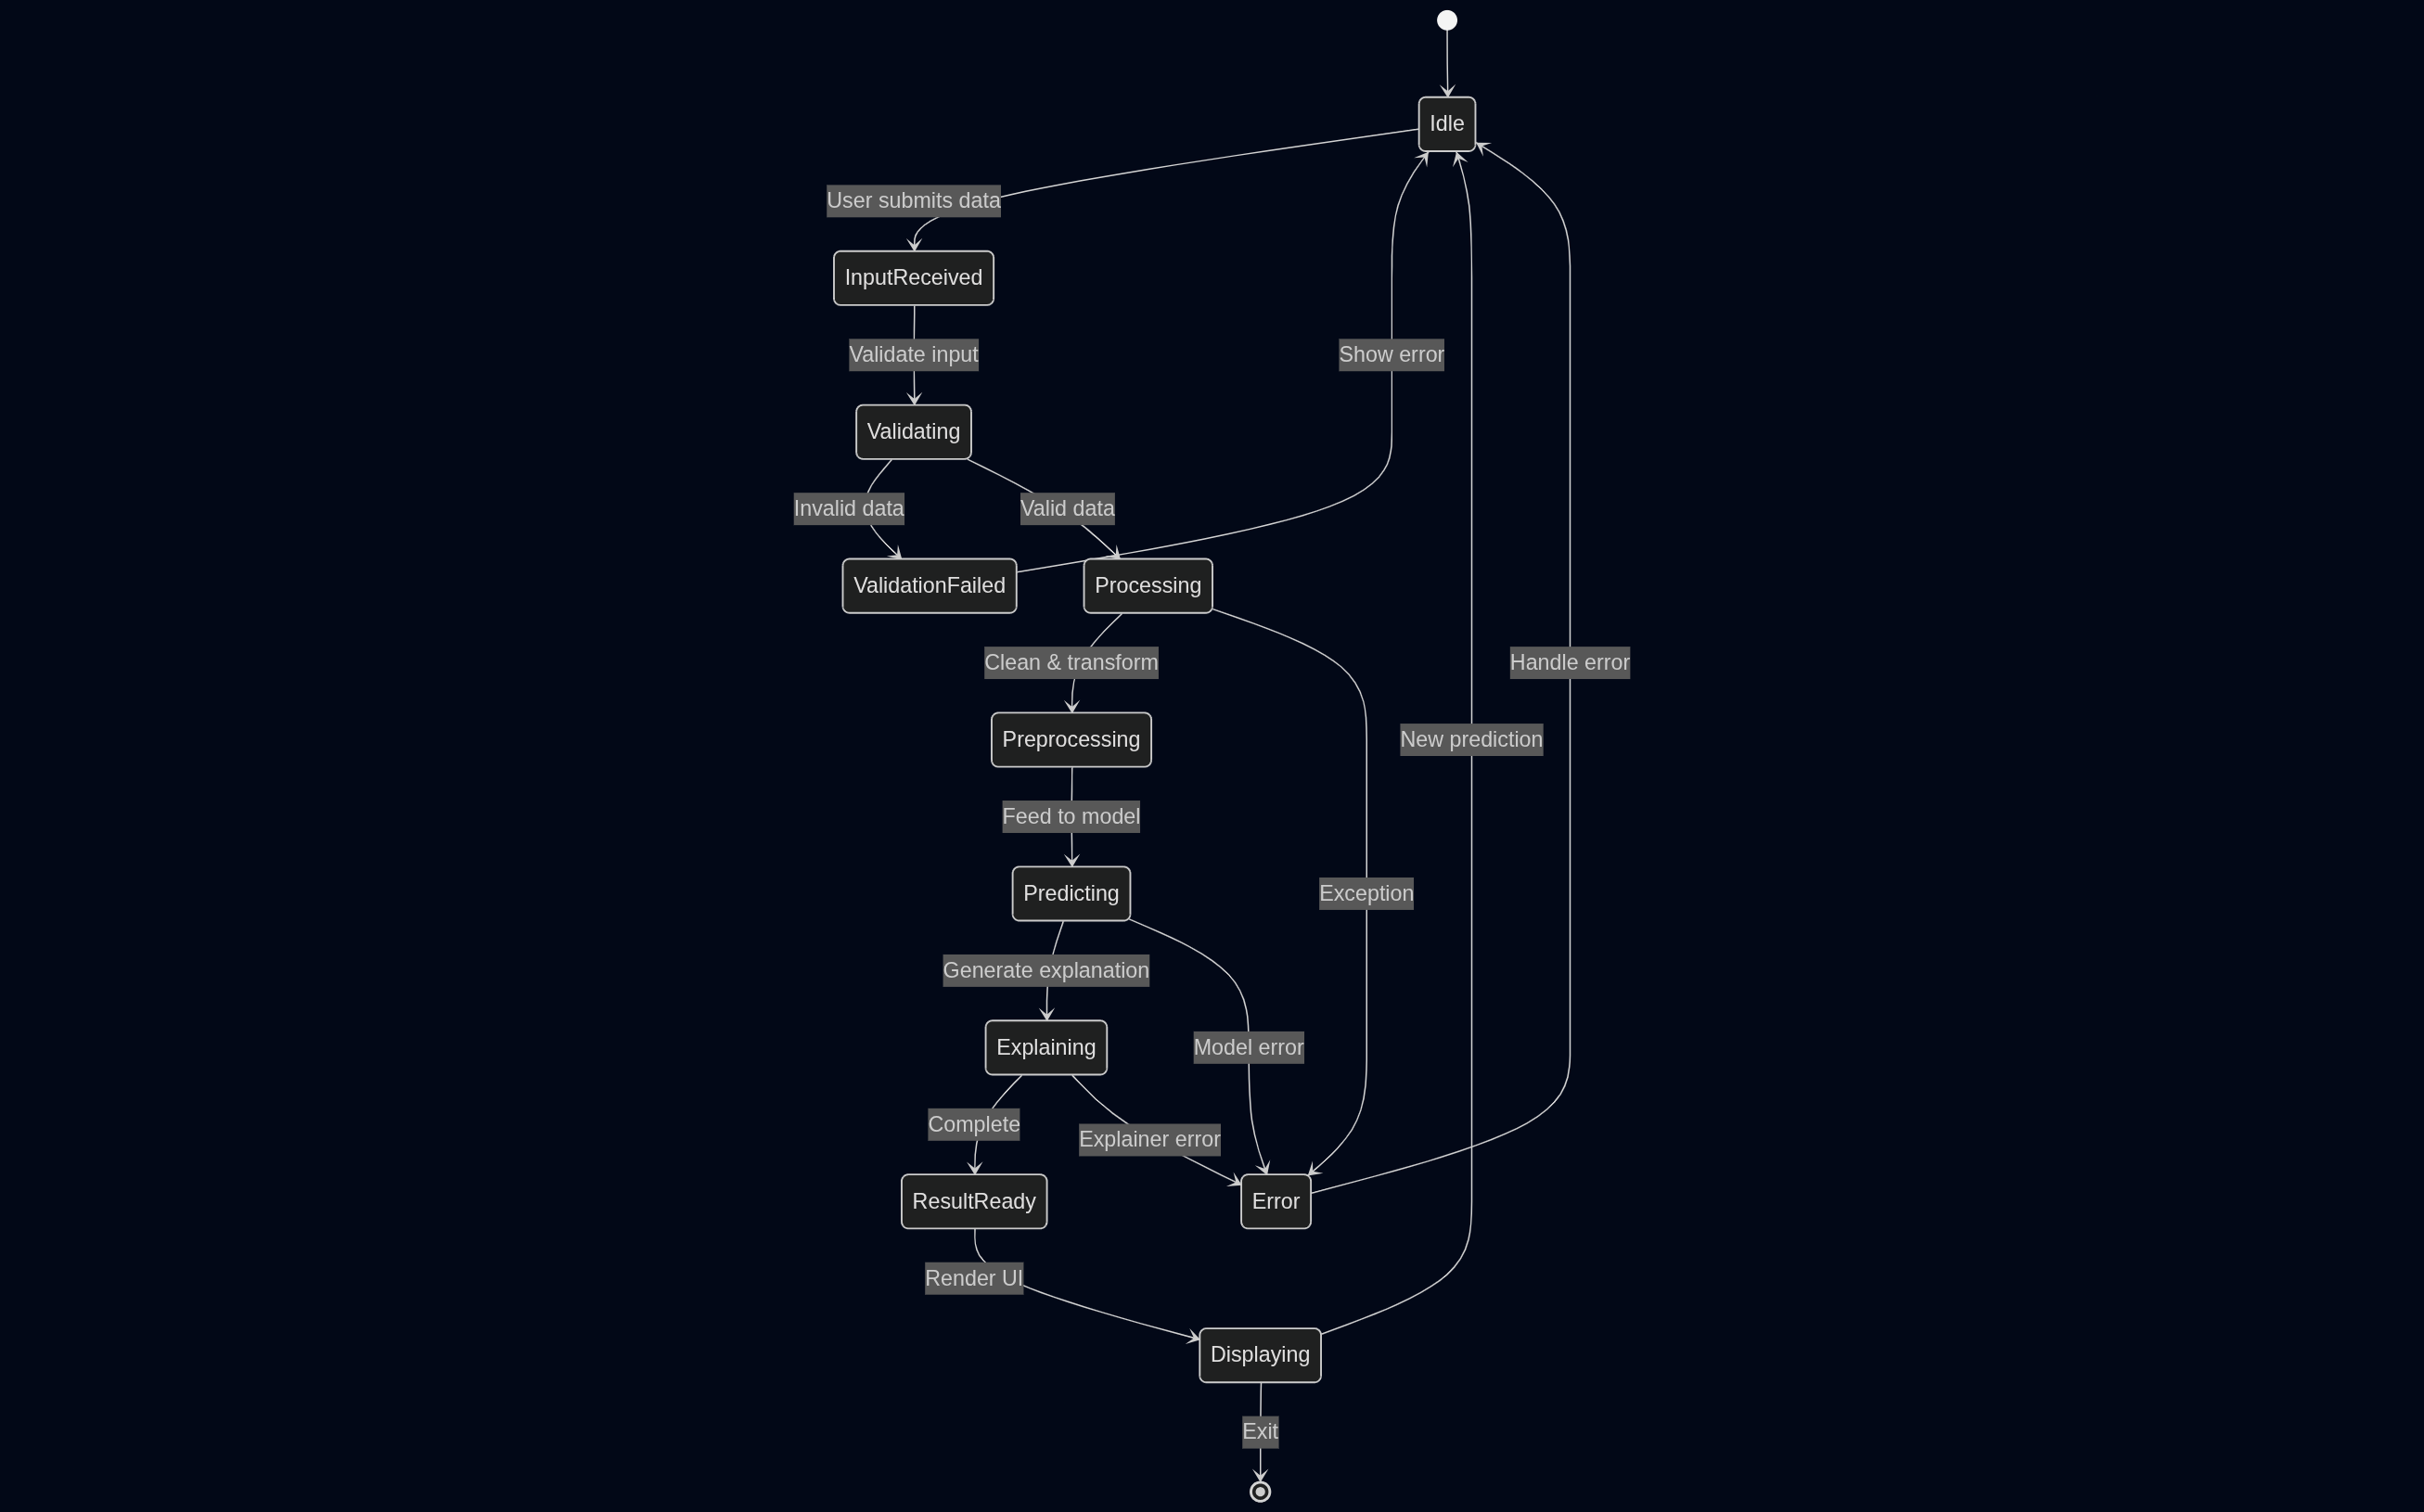 Idle
User submits data
InputReceived
Validate input
Show error
Validating
Invalid data
Valid data
ValidationFailed
Processing
Clean & transform
Handle error
Preprocessing
New prediction
Feed to model
Predicting
Exception
Generate explanation
Explaining
Model error
Complete
Explainer error
ResultReady
Error
Render UI
Displaying
Exit